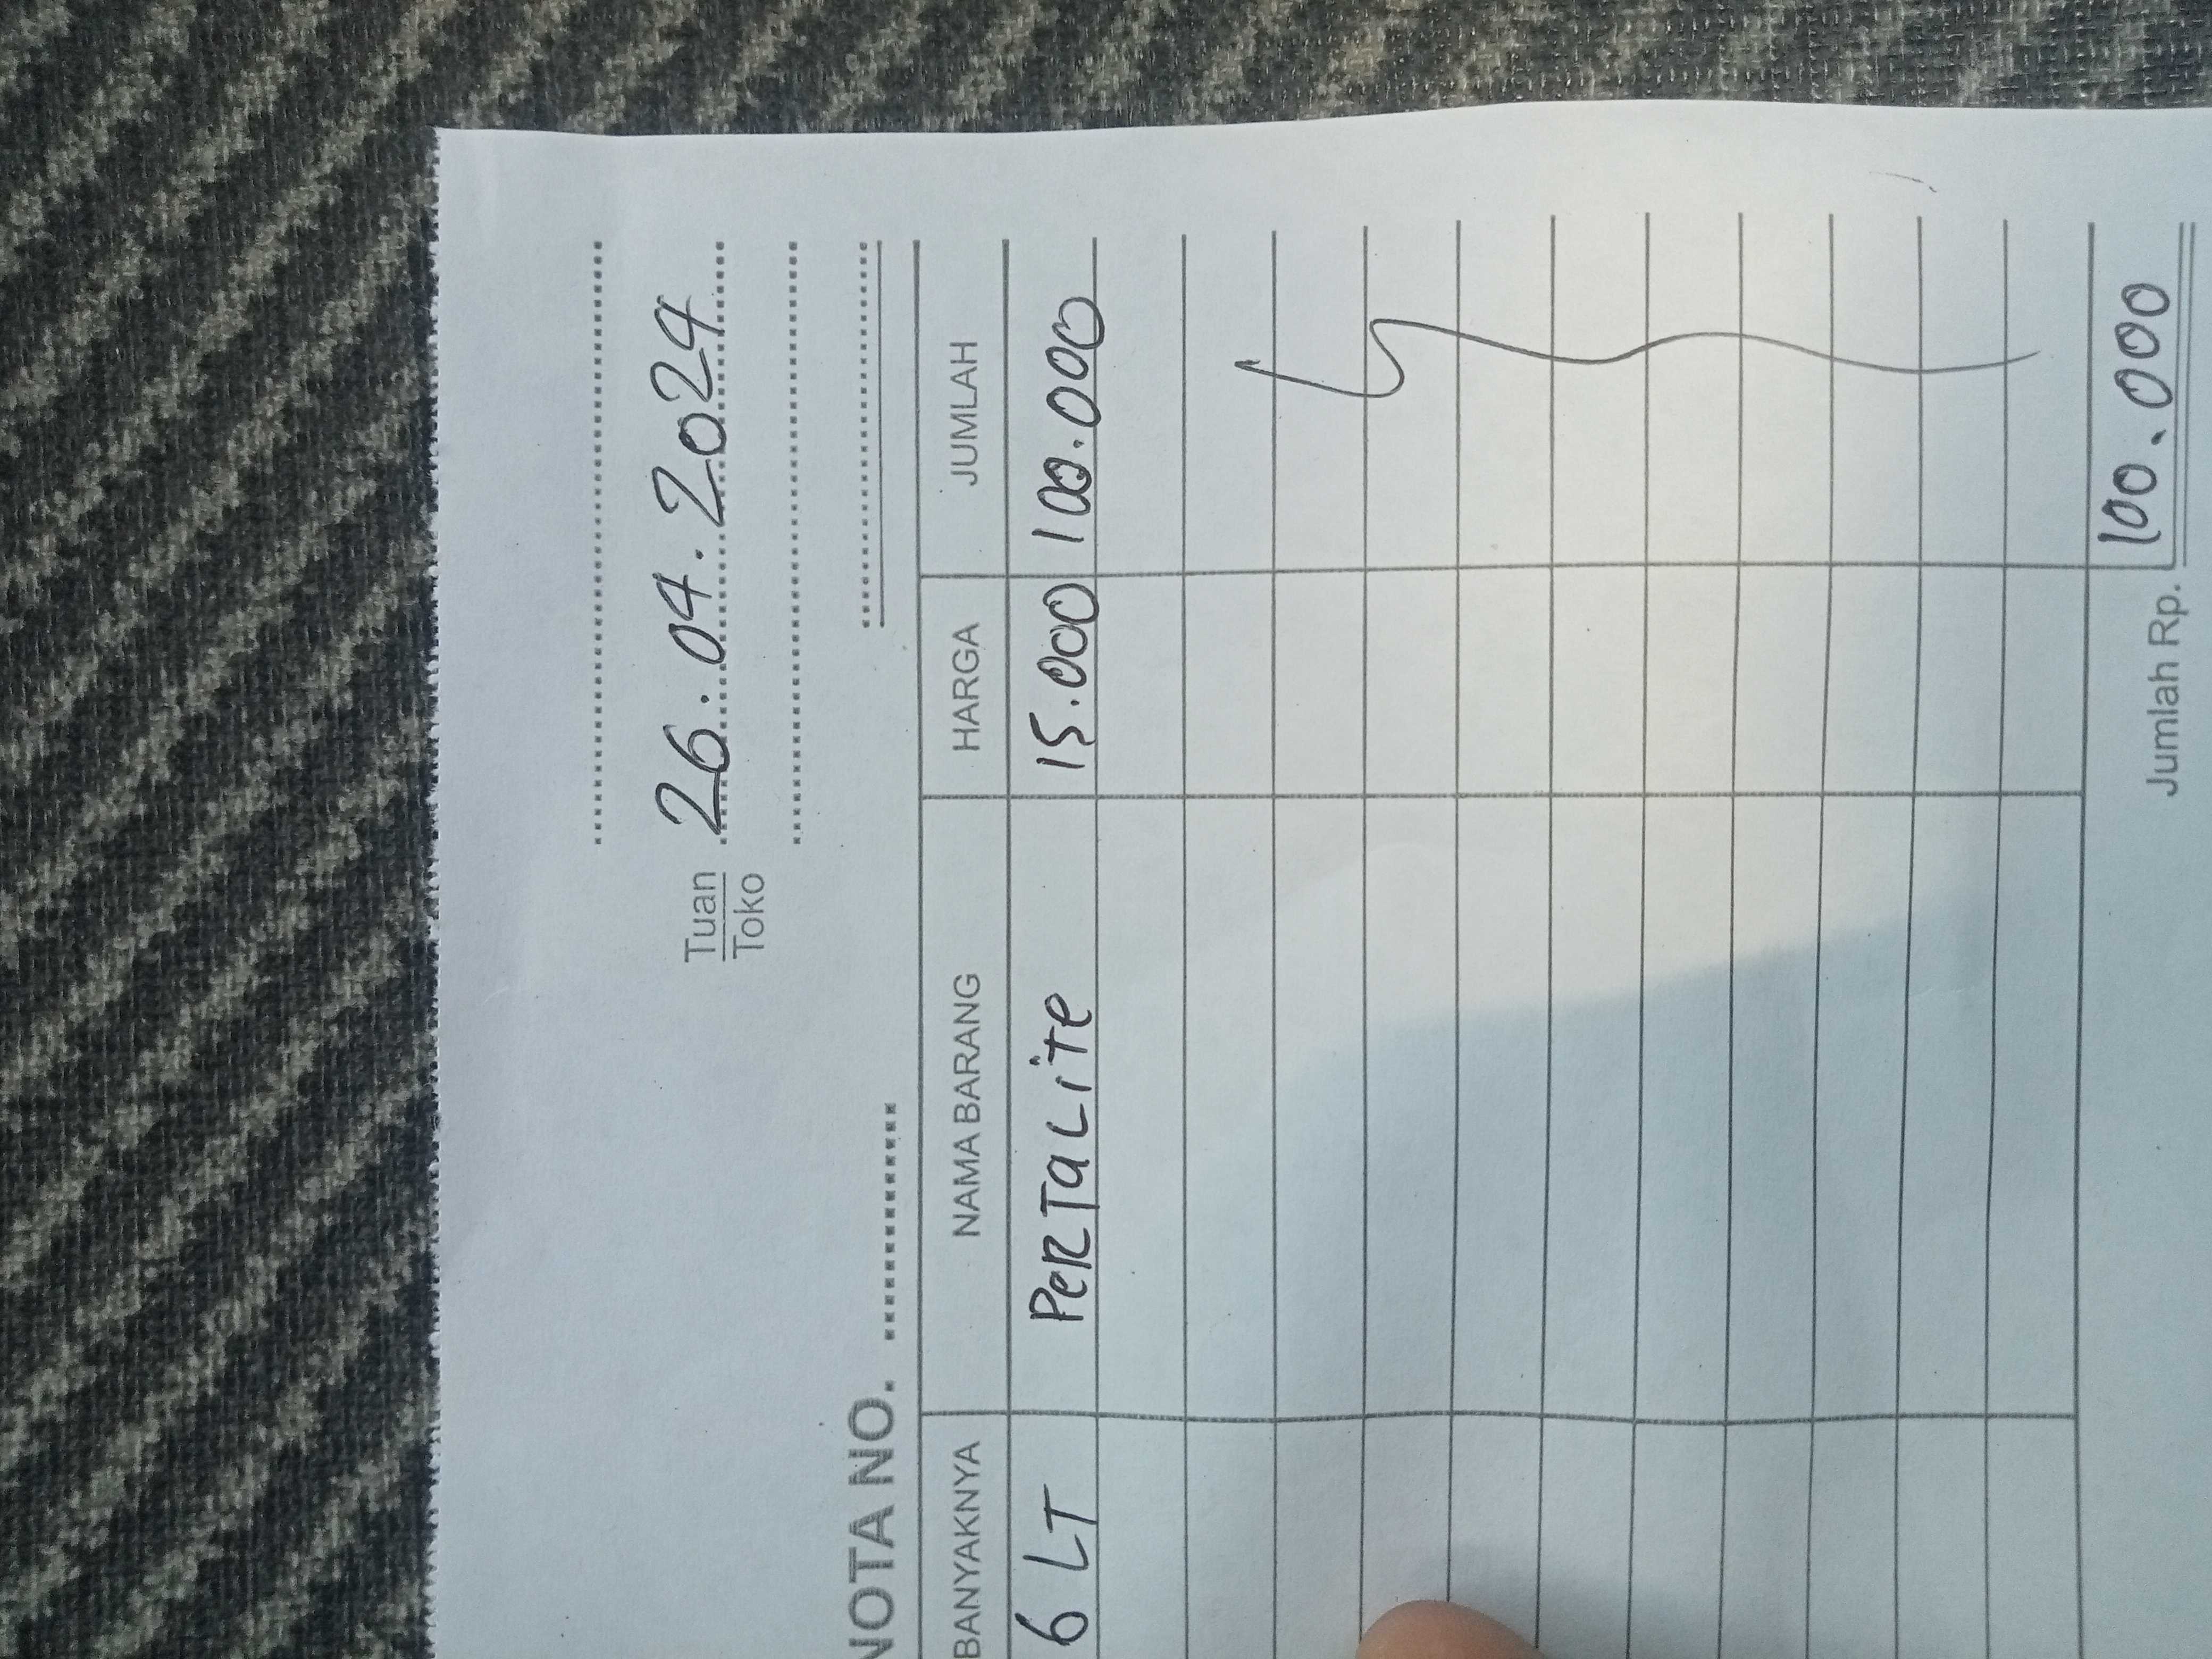 26.04.2024
Tuan
Toko
NOTA NO.
BANYAKNYA NAMA BARANG HARGA JUMLAH
6 LT PERTALITE 15.000 100.000
Jumlah Rp. 100.000